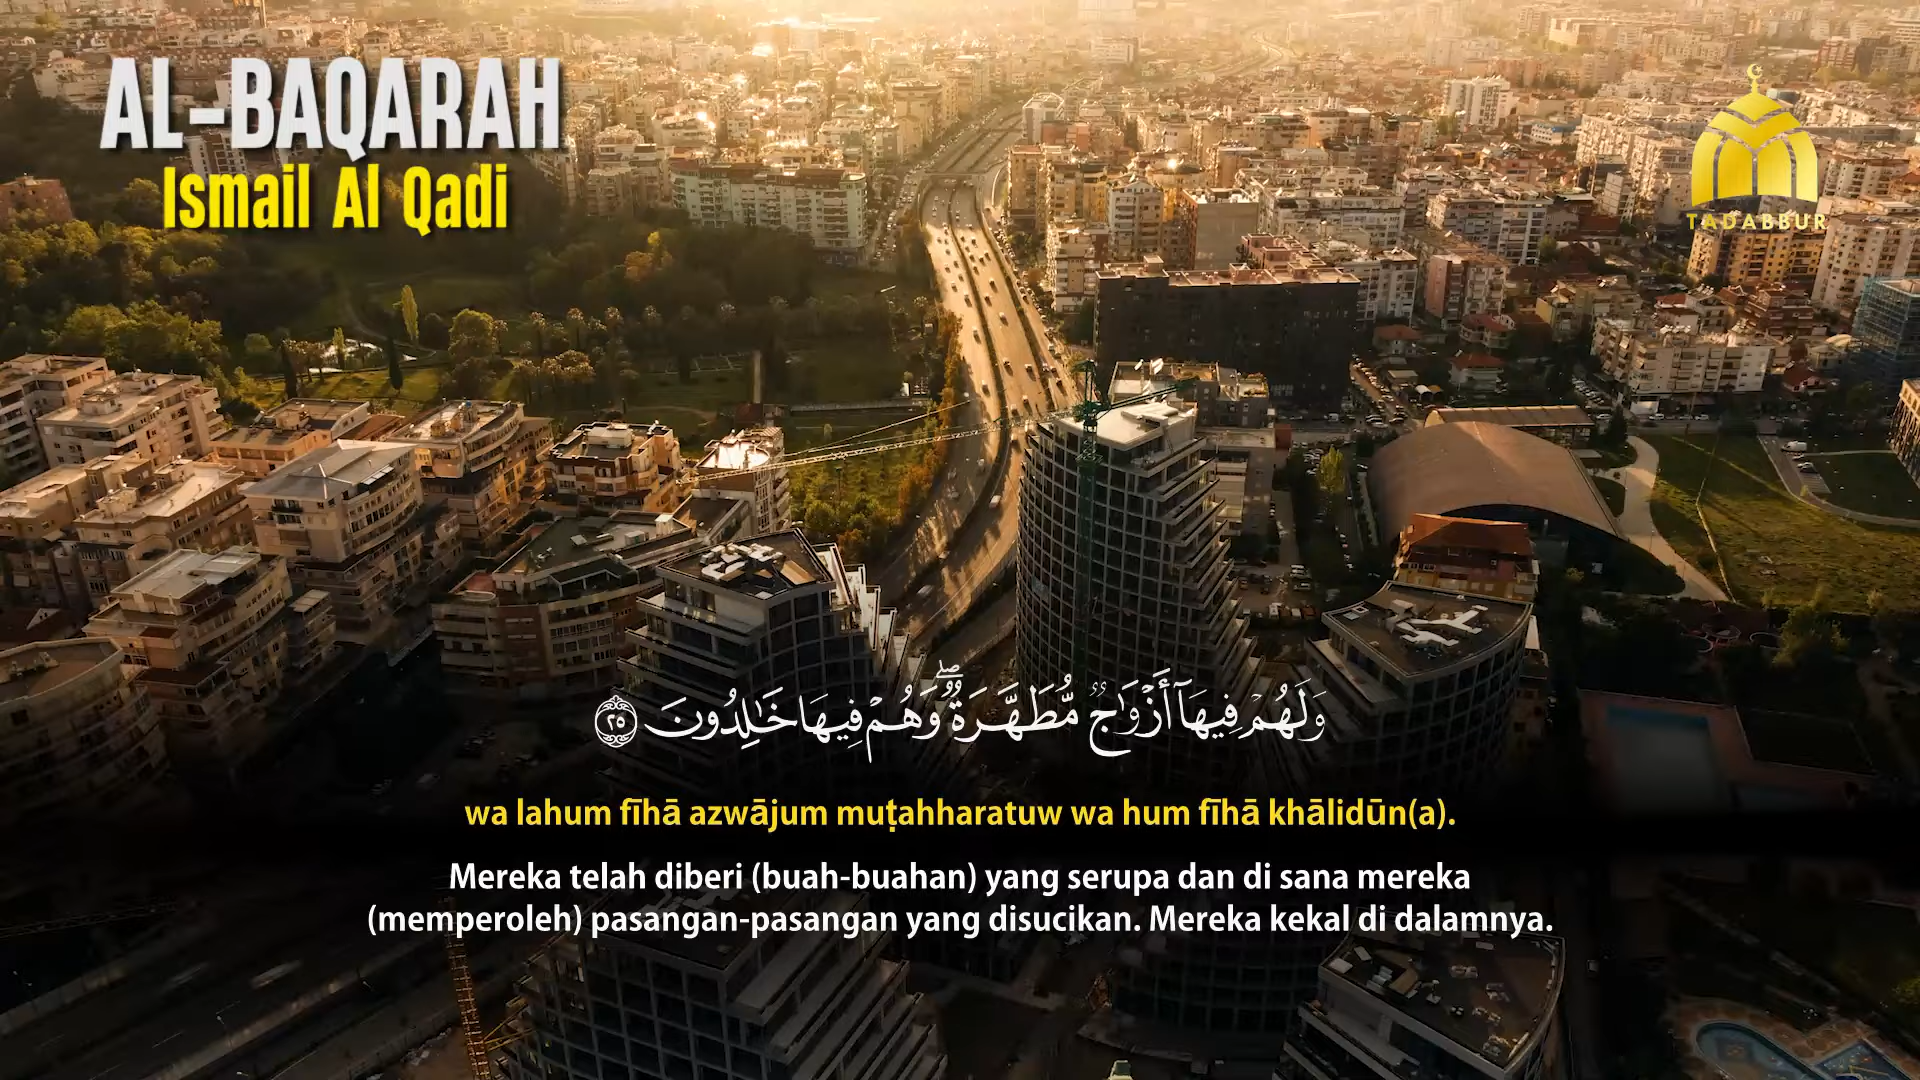 AL-BAQARAH
Ismail Al Qadi
TADABBUR
وَلَهُمْ فِيهَآ أَزْوَٰجٌ مُّطَهَّرَةٌ ۖ وَهُمْ فِيهَا خَـٰلِدُونَ ٢٥
wa lahum fīhā azwājum muṭahharatuw wa hum fīhā khālidūn(a).
Mereka telah diberi (buah-buahan) yang serupa dan di sana mereka
(memperoleh) pasangan-pasangan yang disucikan. Mereka kekal di dalamnya.